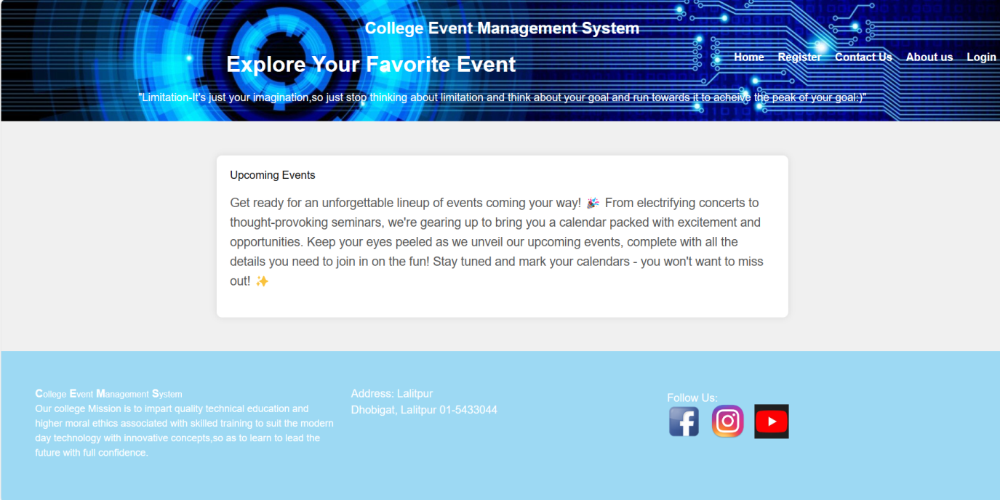 College Event Management System
Explore Your Favorite Event
Home Register Contact Us About us Login
"Limitation-It's just your imagination,so just stop thinking about limitation and think about your goal and run towards it to acheive the peak of your goal:)"
Upcoming Events
Get ready for an unforgettable lineup of events coming your way! 🎉 From electrifying concerts to
thought-provoking seminars, we're gearing up to bring you a calendar packed with excitement and
opportunities. Keep your eyes peeled as we unveil our upcoming events, complete with all the
details you need to join in on the fun! Stay tuned and mark your calendars - you won't want to miss
out! ✨
College Event Management System
Our college Mission is to impart quality technical education and
higher moral ethics associated with skilled training to suit the modern
day technology with innovative concepts,so as to learn to lead the
future with full confidence.
Address: Lalitpur
Dhobigat, Lalitpur 01-5433044
Follow Us: